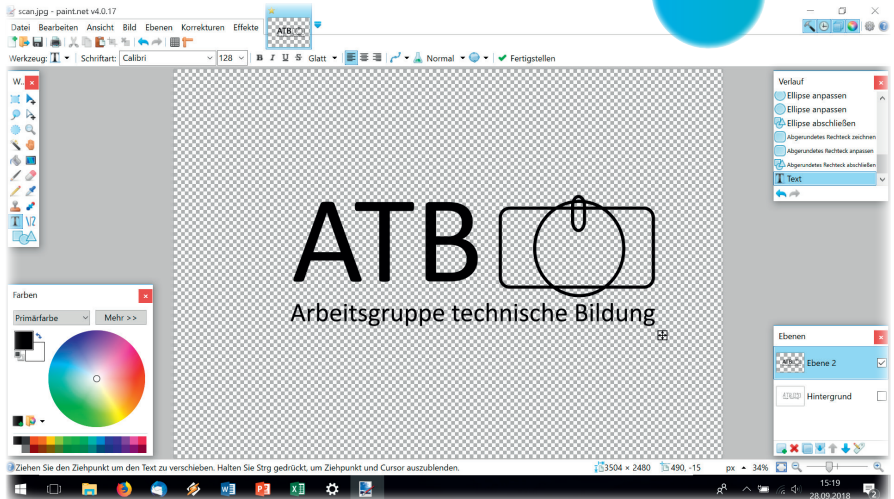 scan.jpg - paint.net v4.0.17
Datei Bearbeiten Ansicht Bild Ebenen Korrekturen Effekte
Werkzeug: T Schriftart: Calibri 128 B I U S Glatt Normal Fertigstellen
W...
Verlauf
Ellipse anpassen
Ellipse anpassen
Ellipse abschließen
Abgerundetes Rechteck zeichnen
Abgerundetes Rechteck anpassen
Abgerundetes Rechteck abschließen
Text
ATB
Arbeitsgruppe technische Bildung
Farben
Primärfarbe Mehr >>
Ebenen
Ebene 2
Hintergrund
Ziehen Sie den Ziehpunkt um den Text zu verschieben. Halten Sie Strg gedrückt, um Ziehpunkt und Cursor auszublenden. 3504 × 2480 490, -15 px 34%
15:19
28.09.2018